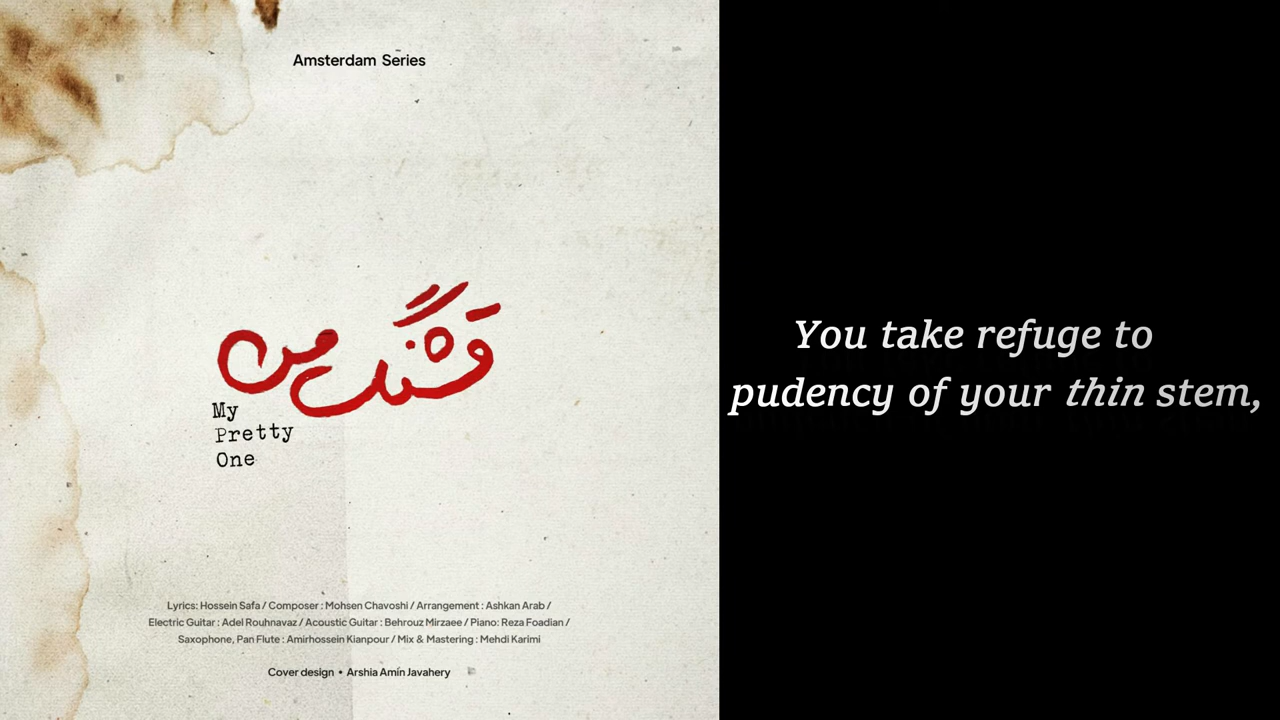 Amsterdam Series
قشنگ من
My
Pretty
One
Lyrics: Hossein Safa / Composer : Mohsen Chavoshi / Arrangement : Ashkan Arab /
Electric Guitar : Adel Rouhnavaz / Acoustic Guitar : Behrouz Mirzaee / Piano: Reza Foadian /
Saxophone, Pan Flute : Amirhossein Kianpour / Mix & Mastering : Mehdi Karimi
Cover design • Arshia Amin Javahery
You take refuge to
pudency of your thin stem,